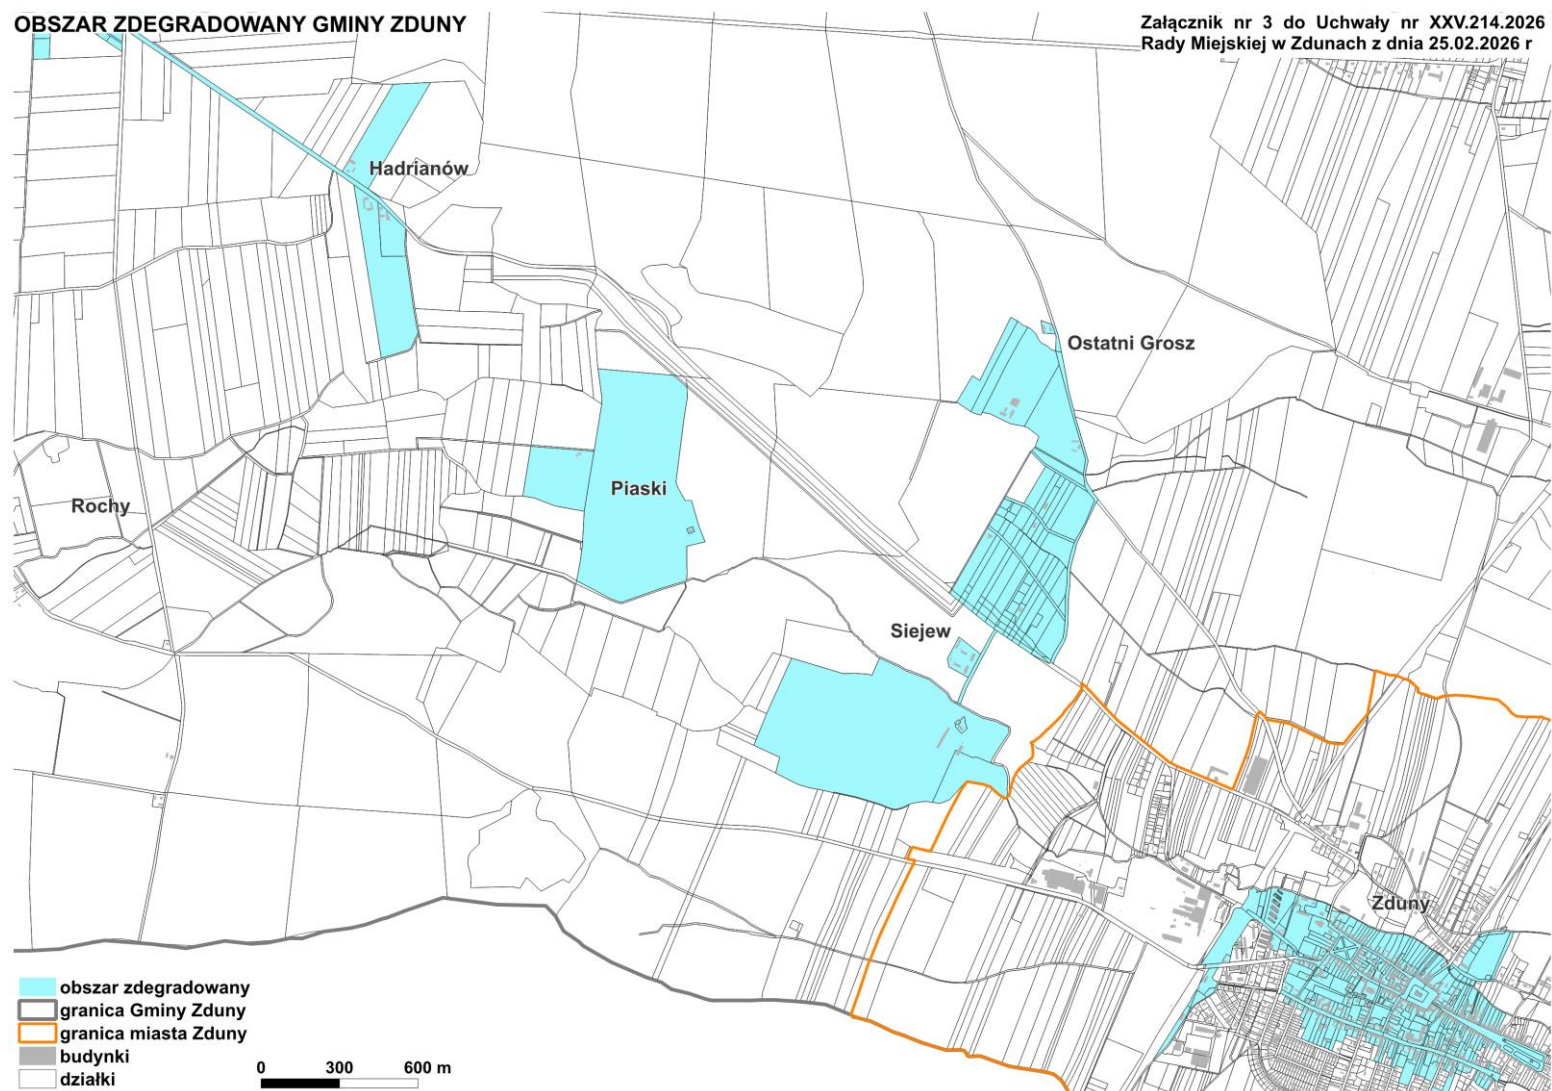 OBSZAR ZDEGRADOWANY GMINY ZDUNY
Załącznik nr 3 do Uchwały nr XXV.214.2026
Rady Miejskiej w Zdunach z dnia 25.02.2026 r
Hadrianów
Ostatni Grosz
Piaski
Rochy
Siejew
Zduny
obszar zdegradowany
granica Gminy Zduny
granica miasta Zduny
budynki
działki
0 300 600 m